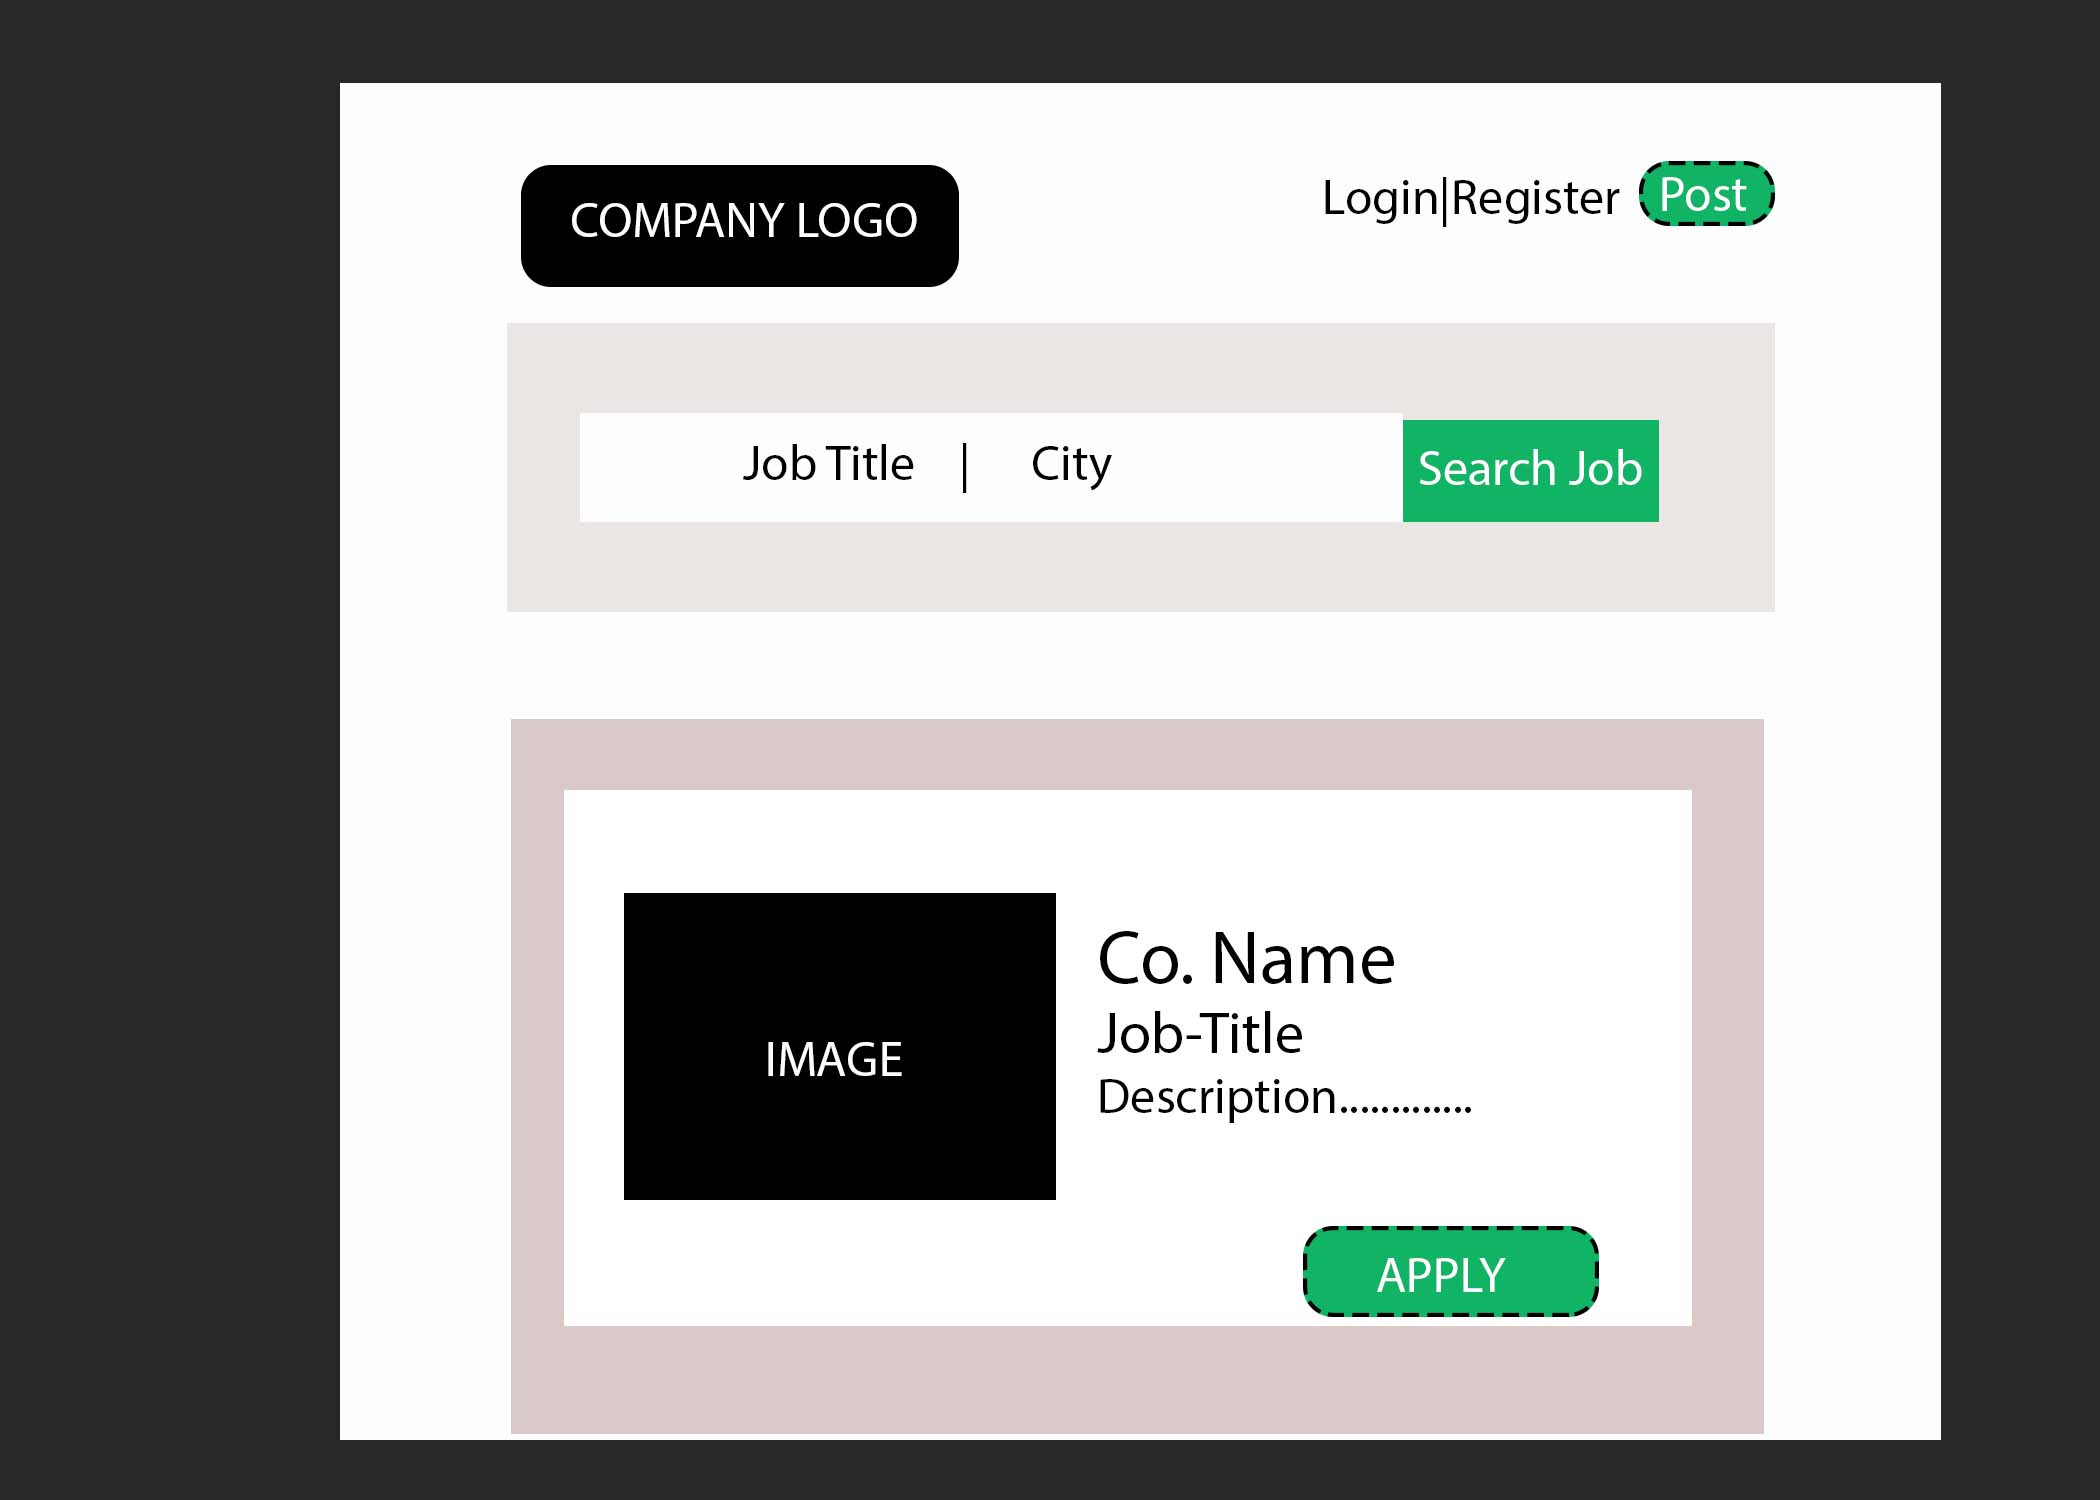 COMPANY LOGO
Login|Register
Post
Job Title | City
Search Job
IMAGE
Co. Name
Job-Title
Description.............
APPLY